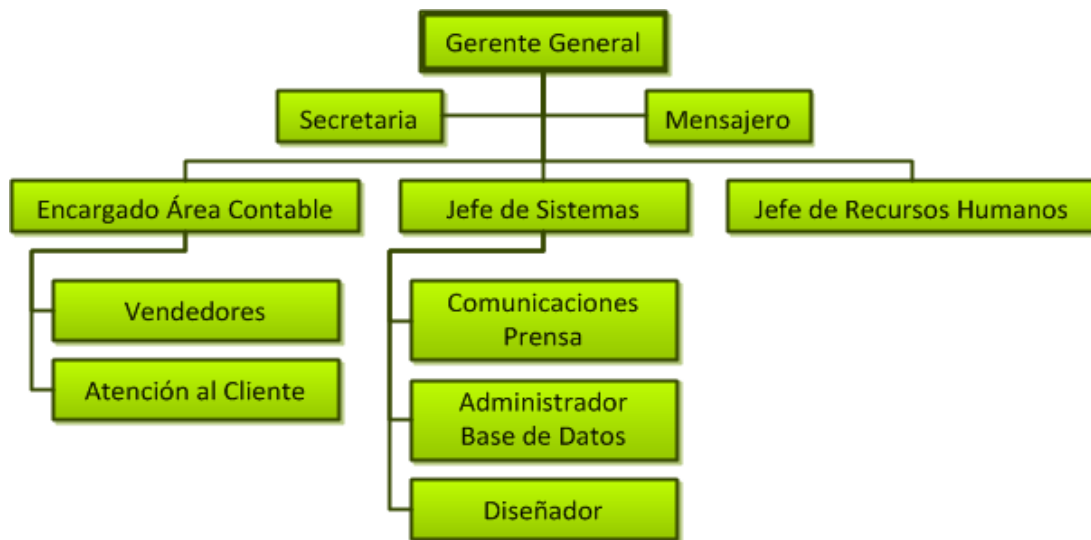 Gerente General
Secretaria
Mensajero
Encargado Área Contable
Jefe de Sistemas
Jefe de Recursos Humanos
Vendedores
Atención al Cliente
Comunicaciones
Prensa
Administrador
Base de Datos
Diseñador